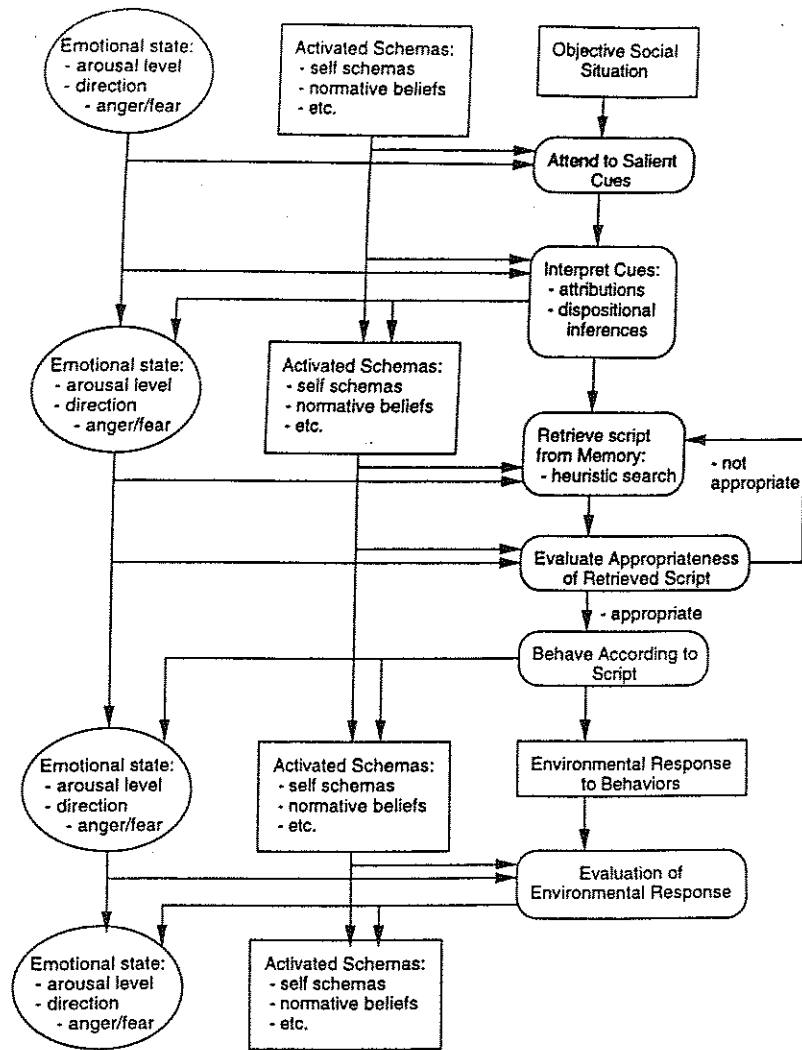 Emotional state:
- arousal level
- direction
- anger/fear
Activated Schemas:
- self schemas
- normative beliefs
- etc.
Objective Social
Situation
Attend to Salient
Cues
Interpret Cues:
- attributions
- dispositional
inferences
Emotional state:
- arousal level
- direction
- anger/fear
Activated Schemas:
- self schemas
- normative beliefs
- etc.
Retrieve script
from Memory:
- heuristic search
- not
appropriate
Evaluate Appropriateness
of Retrieved Script
- appropriate
Behave According to
Script
Emotional state:
- arousal level
- direction
- anger/fear
Activated Schemas:
- self schemas
- normative beliefs
- etc.
Environmental Response
to Behaviors
Evaluation of
Environmental Response
Emotional state:
- arousal level
- direction
- anger/fear
Activated Schemas:
- self schemas
- normative beliefs
- etc.